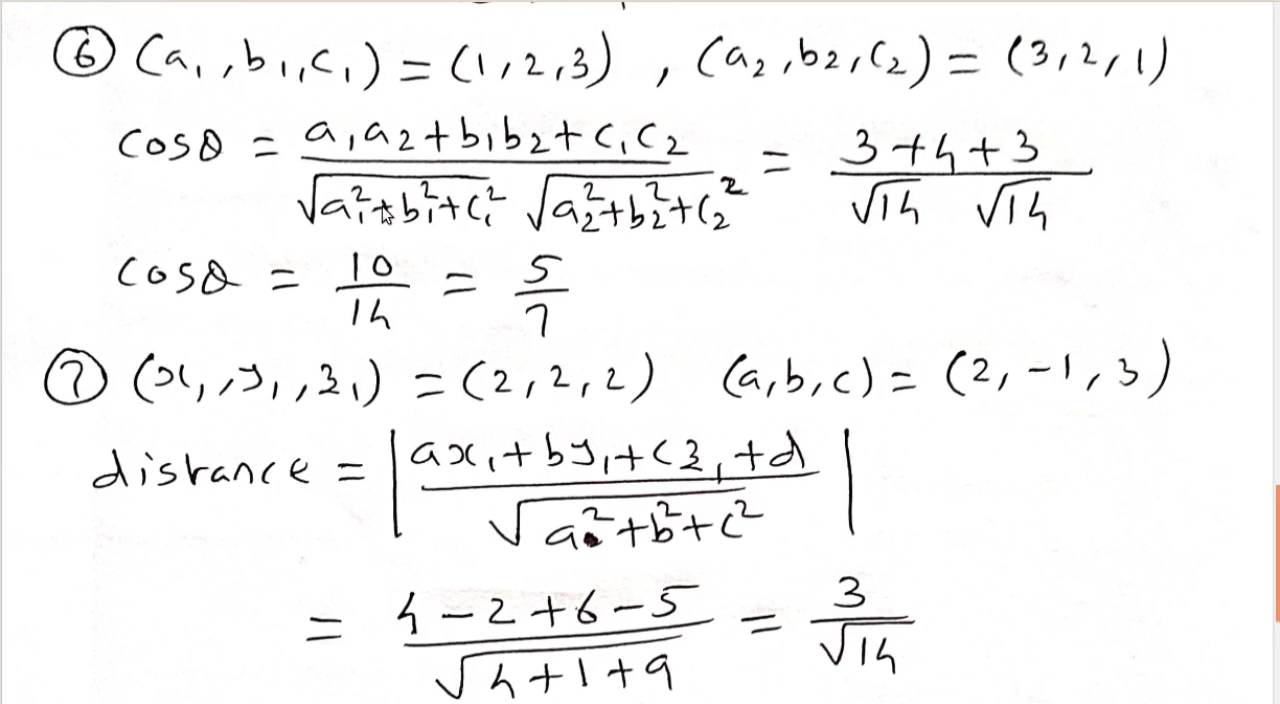 ⑥ (a₁, b₁, c₁) = (1, 2, 3) , (a₂, b₂, c₂) = (3, 2, 1)
cosθ = (a₁a₂ + b₁b₂ + c₁c₂) / (√(a₁² + b₁² + c₁²) √(a₂² + b₂² + c₂²)) = (3 + 4 + 3) / (√14 √14)
cosθ = 10/14 = 5/7
⑦ (x₁, y₁, z₁) = (2, 2, 2) (a, b, c) = (2, -1, 3)
distance = |(ax₁ + by₁ + cz₁ + d) / √(a² + b² + c²)|
= (4 - 2 + 6 - 5) / √(4 + 1 + 9) = 3/√14